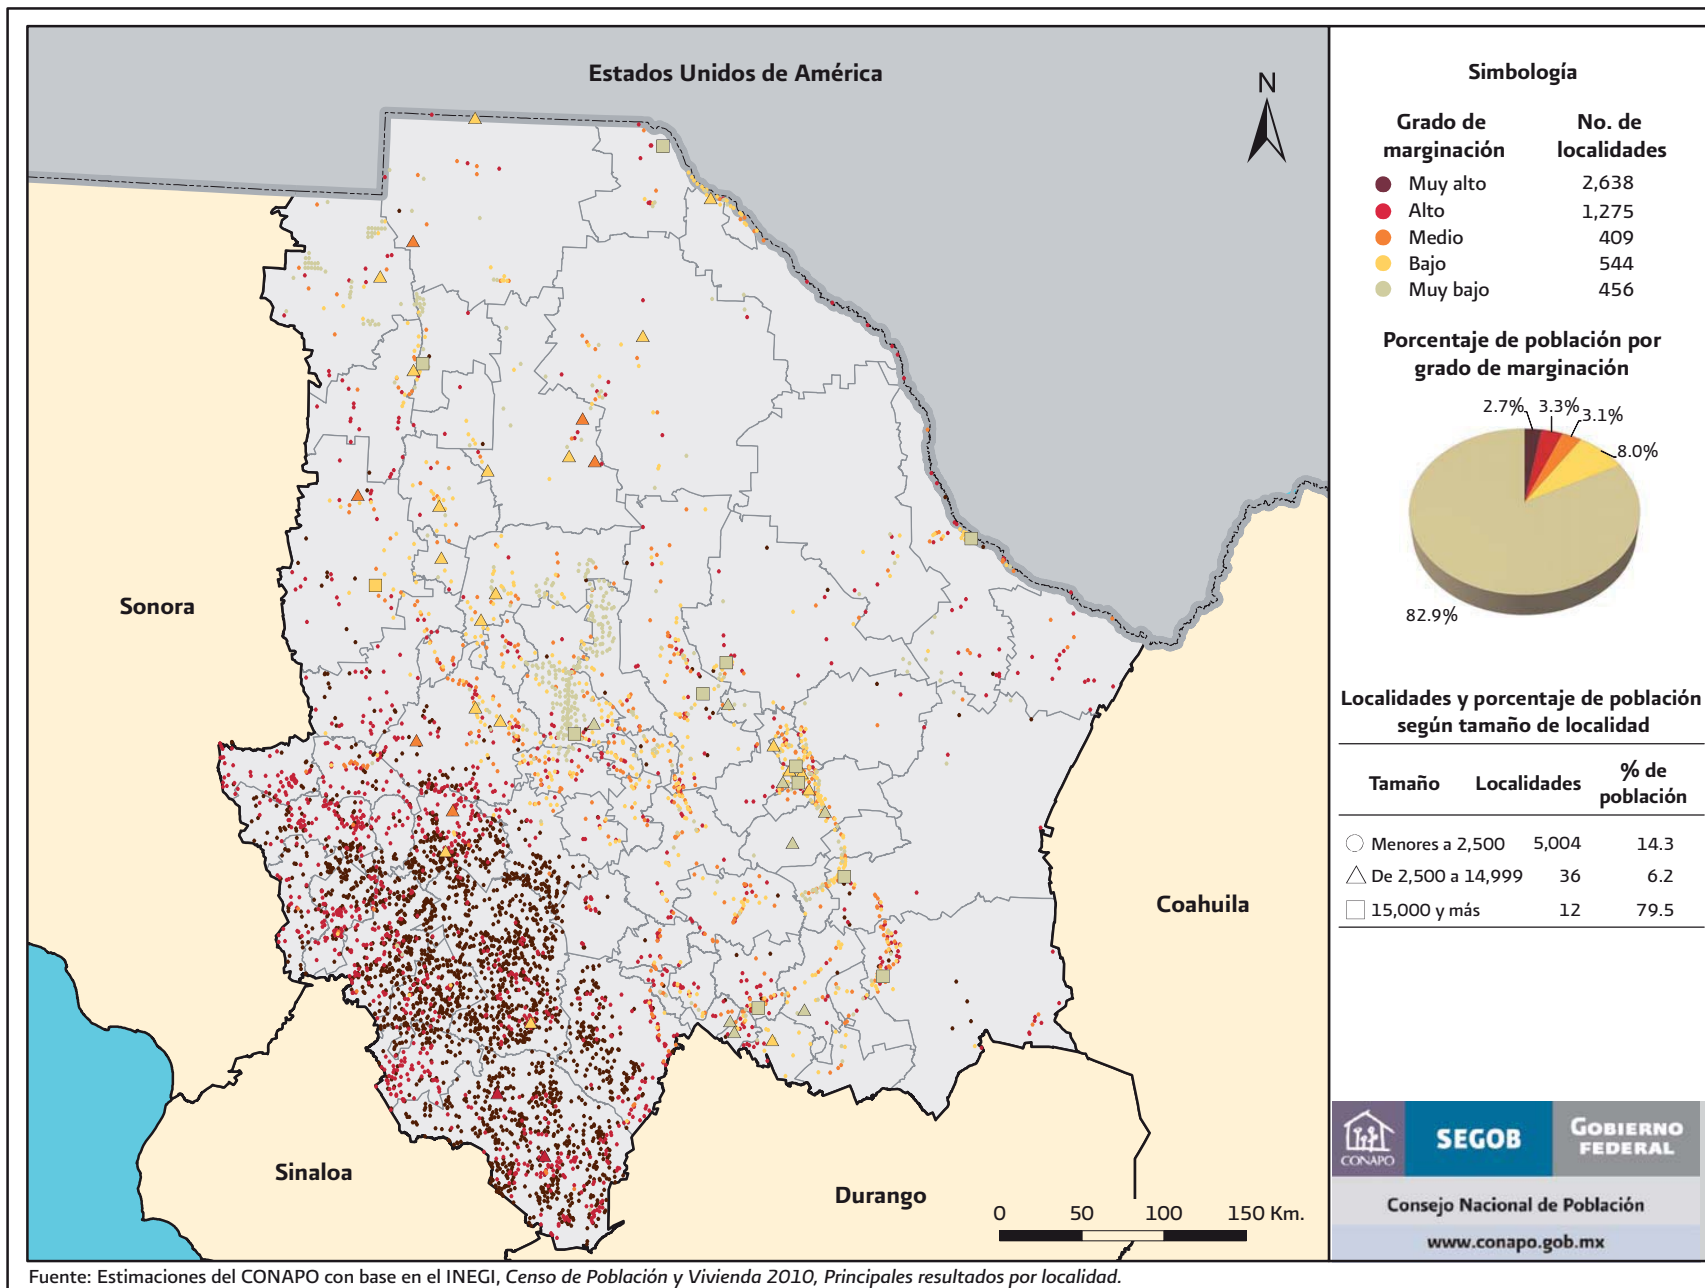 Estados Unidos de América
N
Sonora
Coahuila
Sinaloa
Durango
0 50 100 150 Km.
Simbología
Grado de marginación No. de localidades
Muy alto 2,638
Alto 1,275
Medio 409
Bajo 544
Muy bajo 456
Porcentaje de población por
grado de marginación
2.7% 3.3% 3.1%
8.0%
82.9%
Localidades y porcentaje de población
según tamaño de localidad
Tamaño Localidades % de población
Menores a 2,500 5,004 14.3
De 2,500 a 14,999 36 6.2
15,000 y más 12 79.5
CONAPO
SEGOB
GOBIERNO
FEDERAL
Consejo Nacional de Población
www.conapo.gob.mx
Fuente: Estimaciones del CONAPO con base en el INEGI, Censo de Población y Vivienda 2010, Principales resultados por localidad.